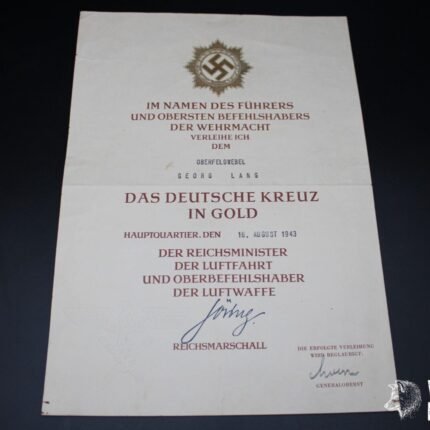 IM NAMEN DES FÜHRERS
UND OBERSTEN BEFEHLSHABERS
DER WEHRMACHT
VERLEIHE ICH
DEM
OBERFELDWEBEL
GEORG LANG
DAS DEUTSCHE KREUZ
IN GOLD
HAUPTQUARTIER, DEN 16. AUGUST 1943
DER REICHSMINISTER
DER LUFTFAHRT
UND OBERBEFEHLSHABER
DER LUFTWAFFE
Göring.
REICHSMARSCHALL
DIE ERFOLGTE VERLEIHUNG
WIRD BEGLAUBIGT:
GENERALOBERST